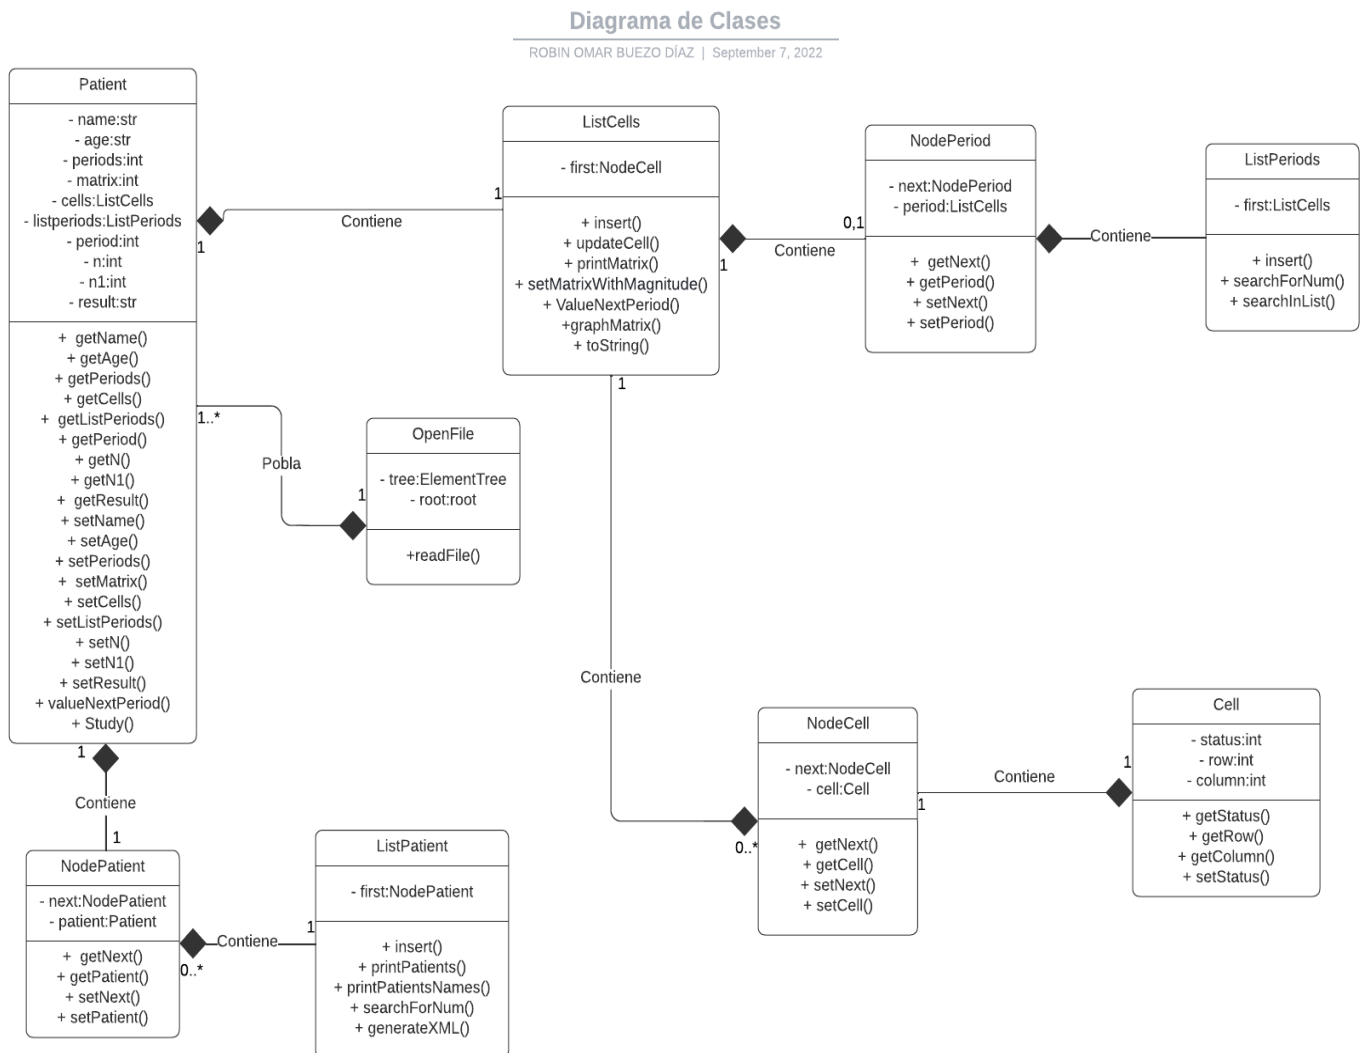 Diagrama de Clases
ROBIN OMAR BUEZO DÍAZ | September 7, 2022
Patient
- name:str
- age:str
- periods:int
- matrix:int
- cells:ListCells
- listperiods:ListPeriods
- period:int
- n:int
- n1:int
- result:str
+ getName()
+ getAge()
+ getPeriods()
+ getCells()
+ getListPeriods()
+ getPeriod()
+ getN()
+ getN1()
+ getResult()
+ setName()
+ setAge()
+ setPeriods()
+ setMatrix()
+ setCells()
+ setListPeriods()
+ setN()
+ setN1()
+ setResult()
+ valueNextPeriod()
+ Study()
1
Contiene
1
ListCells
- first:NodeCell
+ insert()
+ updateCell()
+ printMatrix()
+ setMatrixWithMagnitude()
+ ValueNextPeriod()
+graphMatrix()
+ toString()
1
Contiene
0,1
NodePeriod
- next:NodePeriod
- period:ListCells
+ getNext()
+ getPeriod()
+ setNext()
+ setPeriod()
Contiene
ListPeriods
- first:ListCells
+ insert()
+ searchForNum()
+ searchInList()
1..*
Pobla
1
OpenFile
- tree:ElementTree
- root:root
+readFile()
1
Contiene
0..*
NodeCell
- next:NodeCell
- cell:Cell
+ getNext()
+ getCell()
+ setNext()
+ setCell()
1
Contiene
1
Cell
- status:int
- row:int
- column:int
+ getStatus()
+ getRow()
+ getColumn()
+ setStatus()
1
Contiene
1
NodePatient
- next:NodePatient
- patient:Patient
+ getNext()
+ getPatient()
+ setNext()
+ setPatient()
0..*
Contiene
1
ListPatient
- first:NodePatient
+ insert()
+ printPatients()
+ printPatientsNames()
+ searchForNum()
+ generateXML()